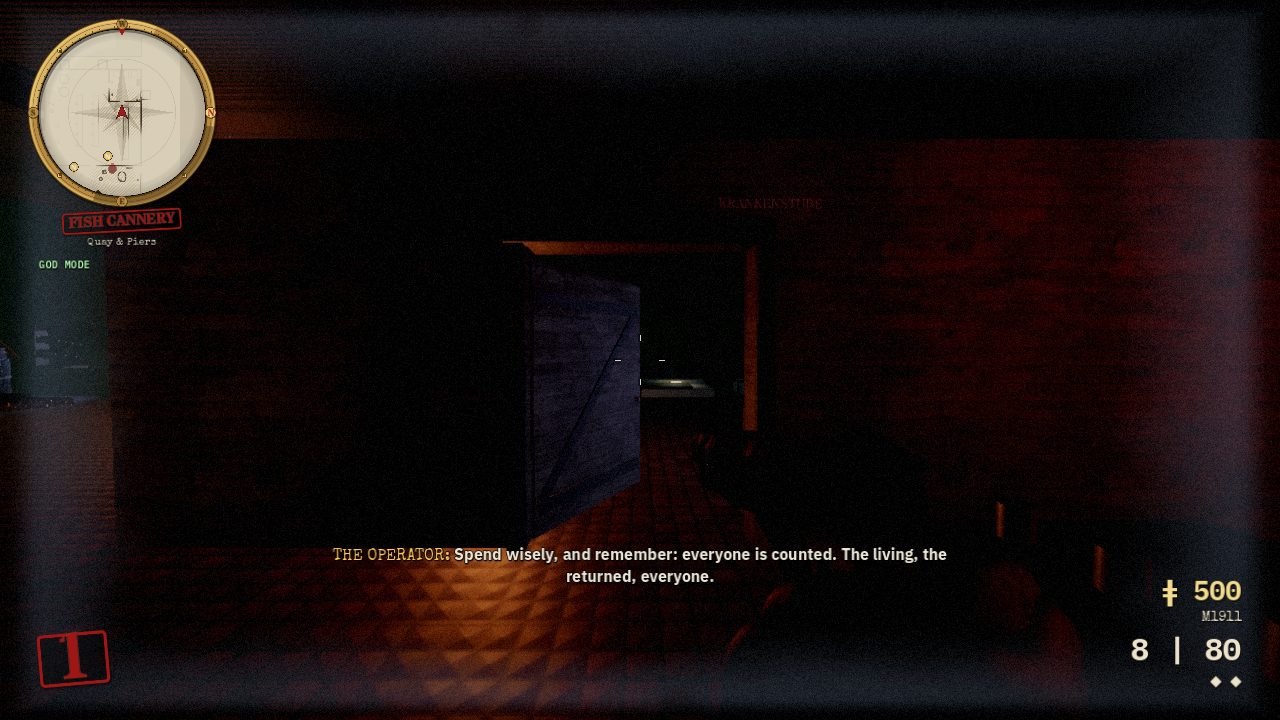 W
S
N
E
FISH CANNERY
Quay & Piers
GOD MODE
KRANKENSTUBE
THE OPERATOR: Spend wisely, and remember: everyone is counted. The living, the
returned, everyone.
‡ 500
M1911
8 | 80
1